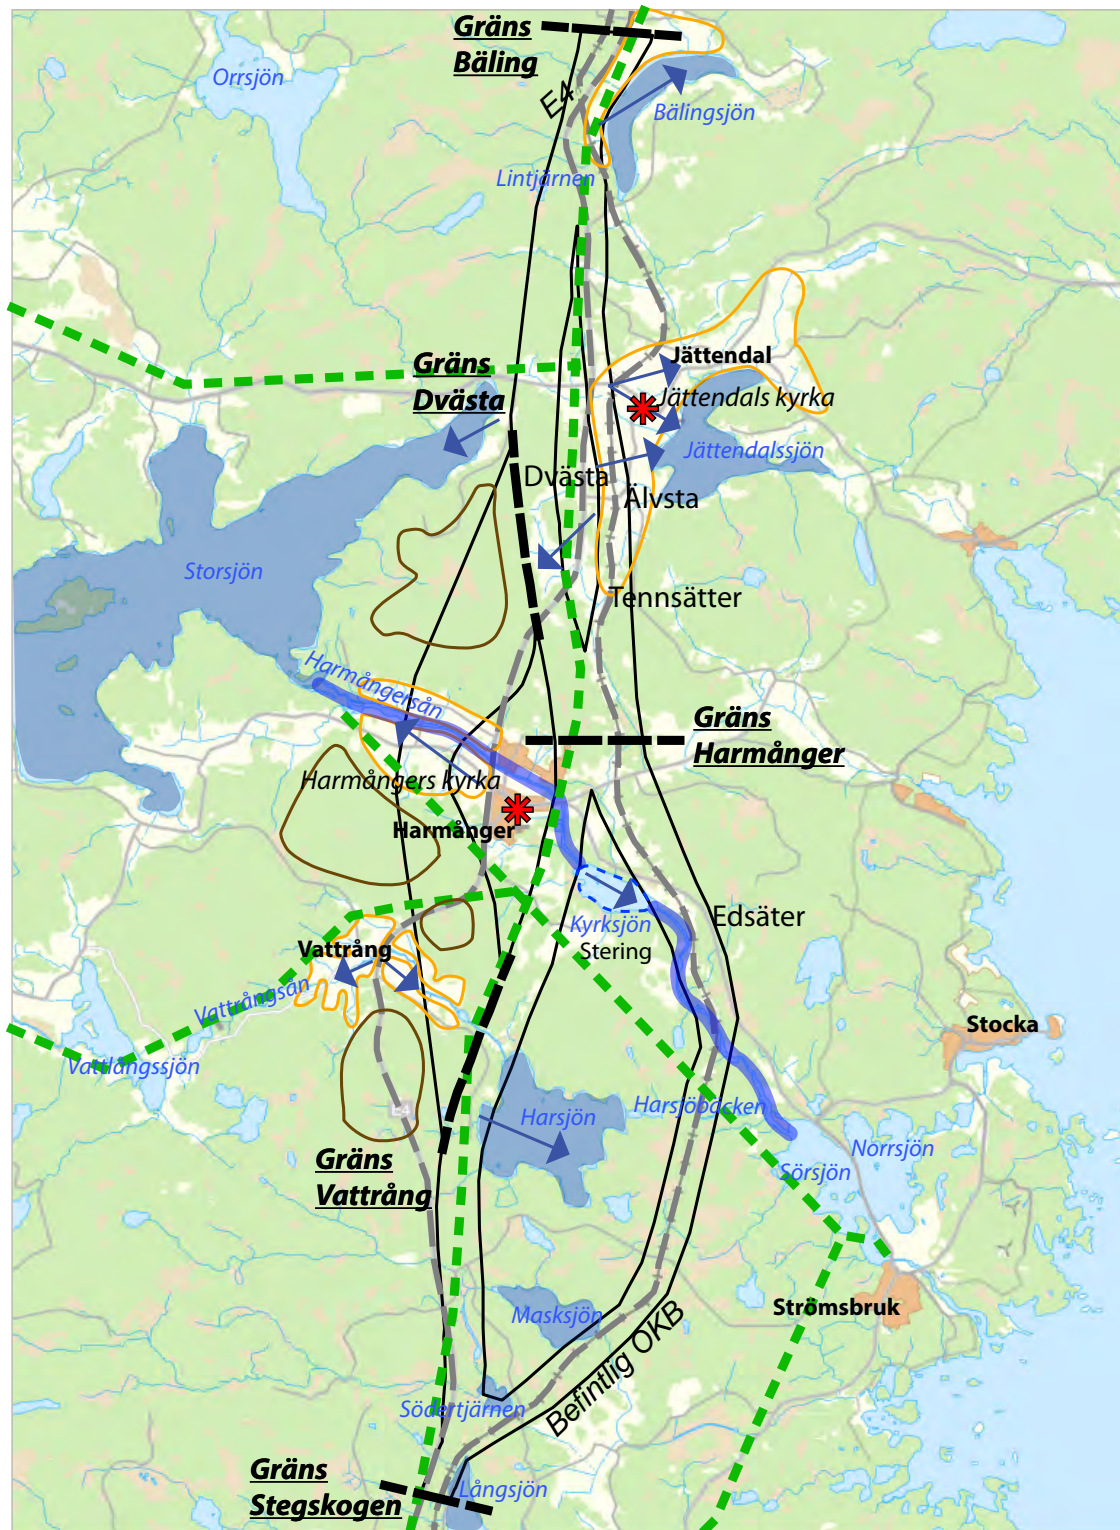 Gräns
Bäling
Orrsjön
E4
Bälingsjön
Lintjärnen
Gräns
Dvästa
Jättendal
Jättendals kyrka
Jättendalssjön
Dvästa
Älvsta
Storsjön
Tennsätter
Harmångersån
Gräns
Harmånger
Harmångers kyrka
Harmånger
Kyrksjön
Stering
Edsäter
Vattrång
Vattrångsån
Stocka
Vattlångssjön
Harsjön
Harsjöbäcken
E4
Norrsjön
Sörsjön
Gräns
Vattrång
Masksjön
Strömsbruk
Befintlig OKB
Södertjärnen
Gräns
Stegskogen
Långsjön